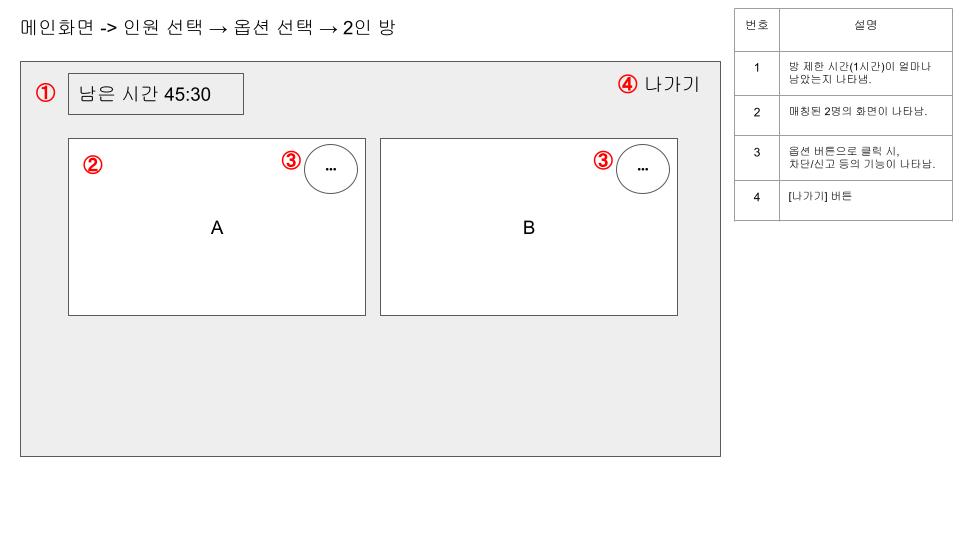 메인화면 -> 인원 선택 → 옵션 선택 → 2인 방
① 남은 시간 45:30
④ 나가기
② ③ ...
A
③ ...
B
번호 설명
1 방 제한 시간(1시간)이 얼마나
남았는지 나타냄.
2 매칭된 2명의 화면이 나타남.
3 옵션 버튼으로 클릭 시,
차단/신고 등의 기능이 나타남.
4 [나가기] 버튼